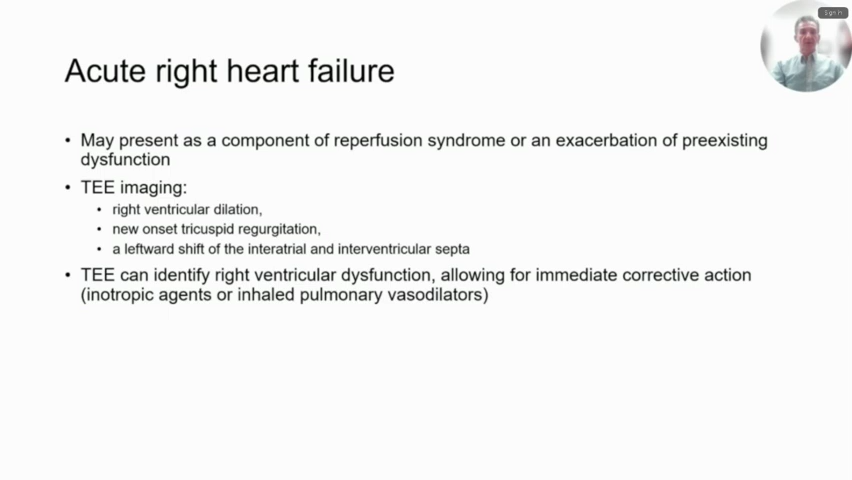 Sign in
Acute right heart failure
• May present as a component of reperfusion syndrome or an exacerbation of preexisting
dysfunction
• TEE imaging:
• right ventricular dilation,
• new onset tricuspid regurgitation,
• a leftward shift of the interatrial and interventricular septa
• TEE can identify right ventricular dysfunction, allowing for immediate corrective action
(inotropic agents or inhaled pulmonary vasodilators)